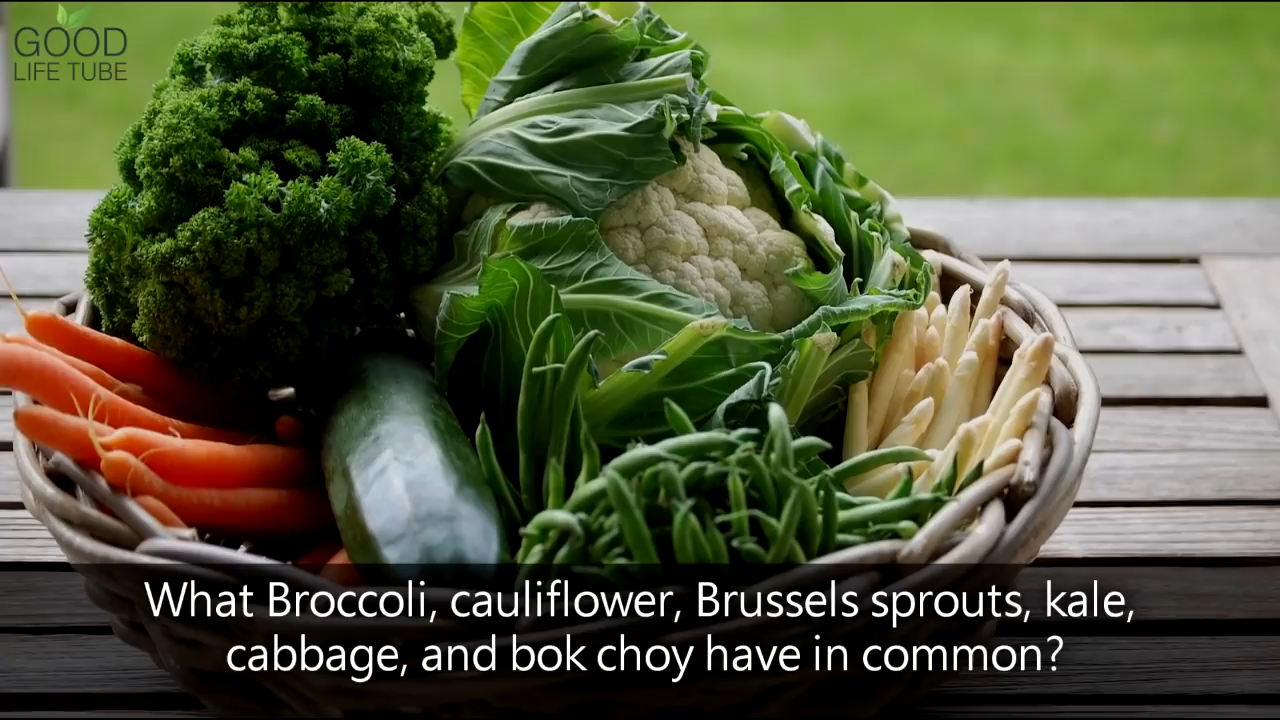 GOOD
LIFE TUBE
What Broccoli, cauliflower, Brussels sprouts, kale,
cabbage, and bok choy have in common?